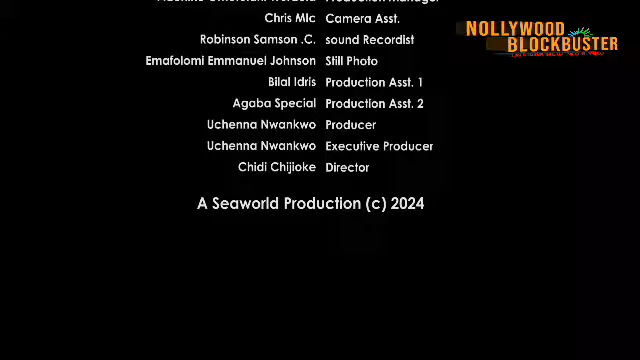 Production Manager
Chris Mlc Camera Asst.
Robinson Samson .C. sound Recordist
Emafolomi Emmanuel Johnson Still Photo
Bilal Idris Production Asst. 1
Agaba Special Production Asst. 2
Uchenna Nwankwo Producer
Uchenna Nwankwo Executive Producer
Chidi Chijioke Director
A Seaworld Production (c) 2024
NOLLYWOOD
BLOCKBUSTER